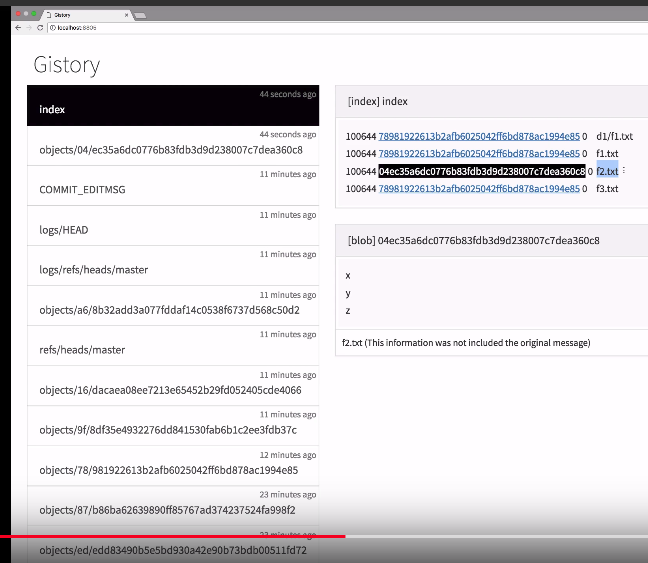 Gistory
localhost:8805
Gistory
44 seconds ago
index
44 seconds ago
objects/04/ec35a6dc0776b83fdb3d9d238007c7dea360c8
11 minutes ago
COMMIT_EDITMSG
11 minutes ago
logs/HEAD
11 minutes ago
logs/refs/heads/master
11 minutes ago
objects/a6/8b32add3a077fddaf14c0538f6737d568c50d2
11 minutes ago
refs/heads/master
11 minutes ago
objects/16/dacaea08ee7213e65452b29fd052405cde4066
11 minutes ago
objects/9f/8df35e4932276dd841530fab6b1c2ee3fdb37c
12 minutes ago
objects/78/981922613b2afb6025042ff6bd878ac1994e85
23 minutes ago
objects/87/b86ba62639890ff85767ad374237524fa998f2
23 minutes ago
objects/ed/edd83490b5e5bd930a42e90b73bdb00511fd72
[index] index
100644 78981922613b2afb6025042ff6bd878ac1994e85 0 d1/f1.txt
100644 78981922613b2afb6025042ff6bd878ac1994e85 0 f1.txt
100644 04ec35a6dc0776b83fdb3d9d238007c7dea360c8 0 f2.txt
100644 78981922613b2afb6025042ff6bd878ac1994e85 0 f3.txt
[blob] 04ec35a6dc0776b83fdb3d9d238007c7dea360c8
x
y
z
f2.txt (This information was not included the original message)